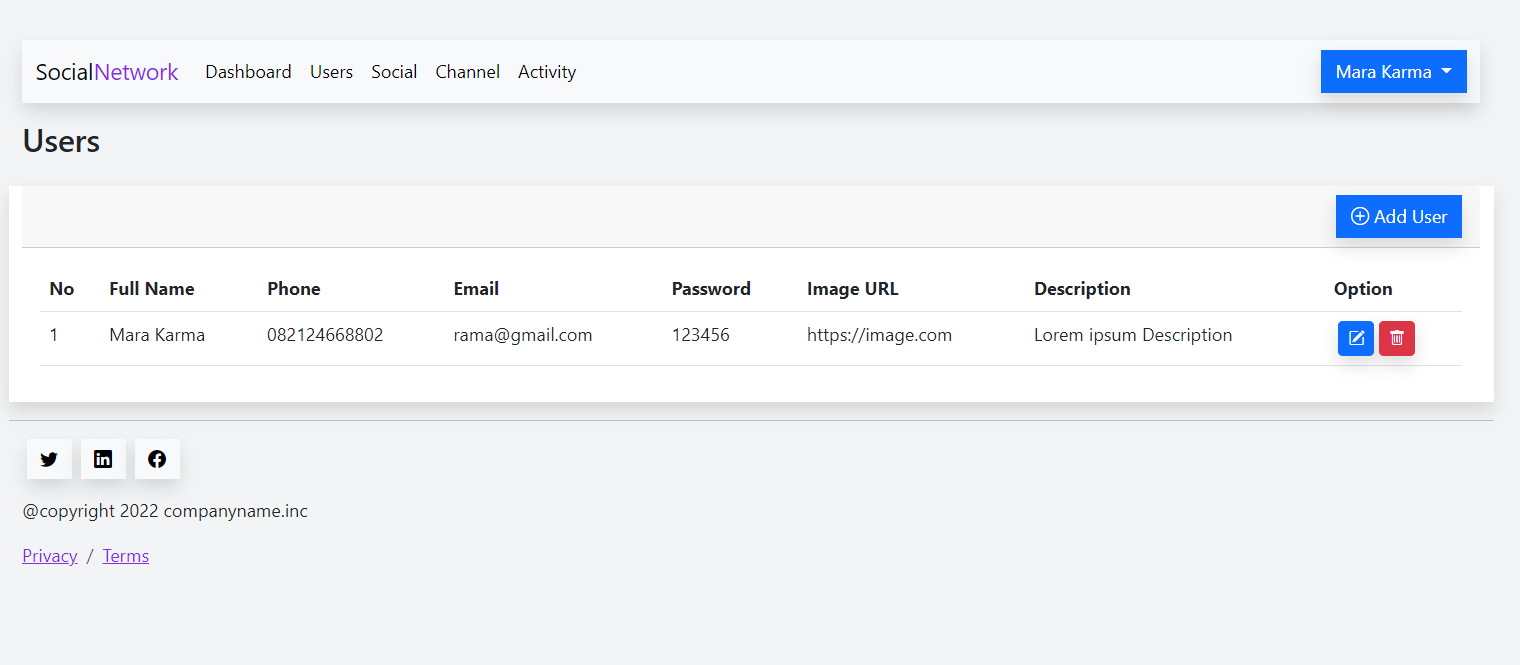 SocialNetwork Dashboard Users Social Channel Activity Mara Karma
Users
Add User
No Full Name Phone Email Password Image URL Description Option
1 Mara Karma 082124668802 rama@gmail.com 123456 https://image.com Lorem ipsum Description
@copyright 2022 companyname.inc
Privacy / Terms